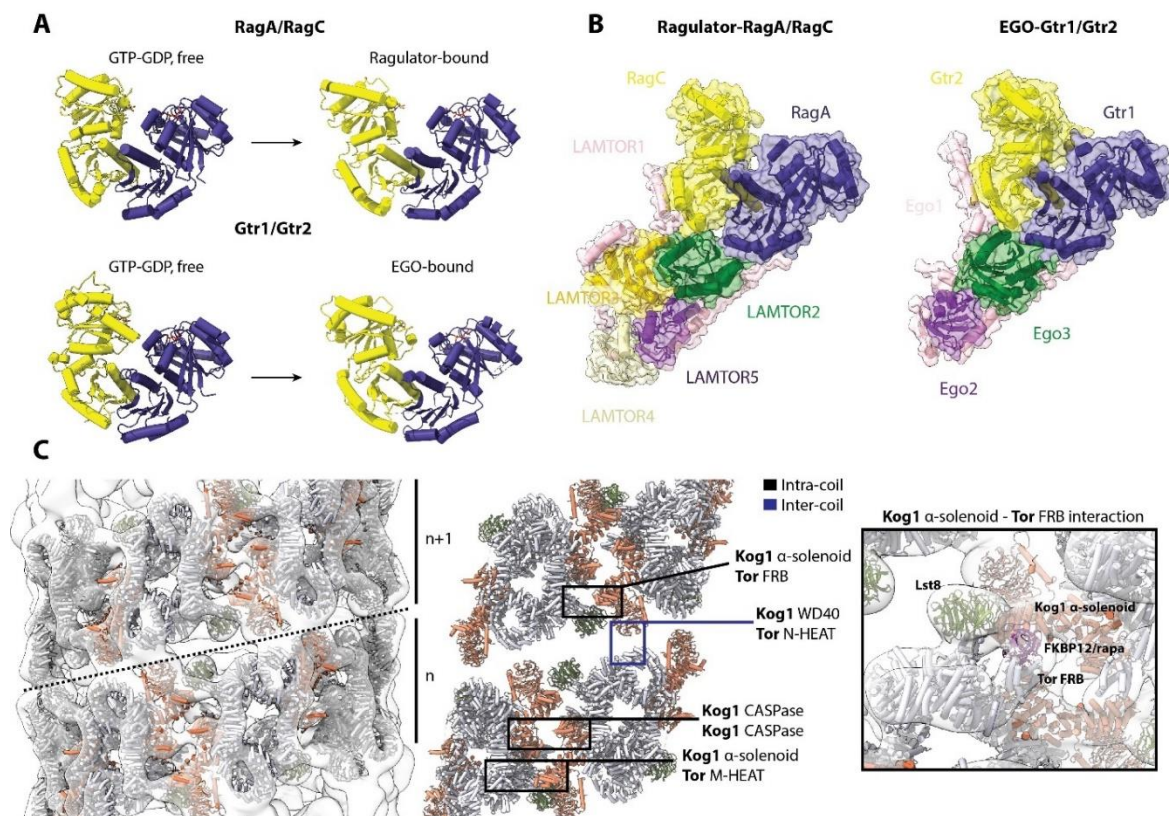 A
RagA/RagC
GTP-GDP, free
Ragulator-bound
Gtr1/Gtr2
GTP-GDP, free
EGO-bound
B
Ragulator-RagA/RagC
EGO-Gtr1/Gtr2
RagC
RagA
LAMTOR1
LAMTOR3
LAMTOR2
LAMTOR5
LAMTOR4
Gtr2
Gtr1
Ego1
Ego3
Ego2
C
n+1
n
Intra-coil
Inter-coil
Kog1 α-solenoid
Tor FRB
Kog1 WD40
Tor N-HEAT
Kog1 CASPase
Kog1 CASPase
Kog1 α-solenoid
Tor M-HEAT
Kog1 α-solenoid - Tor FRB interaction
Lst8
Kog1 α-solenoid
FKBP12/rapa
Tor FRB